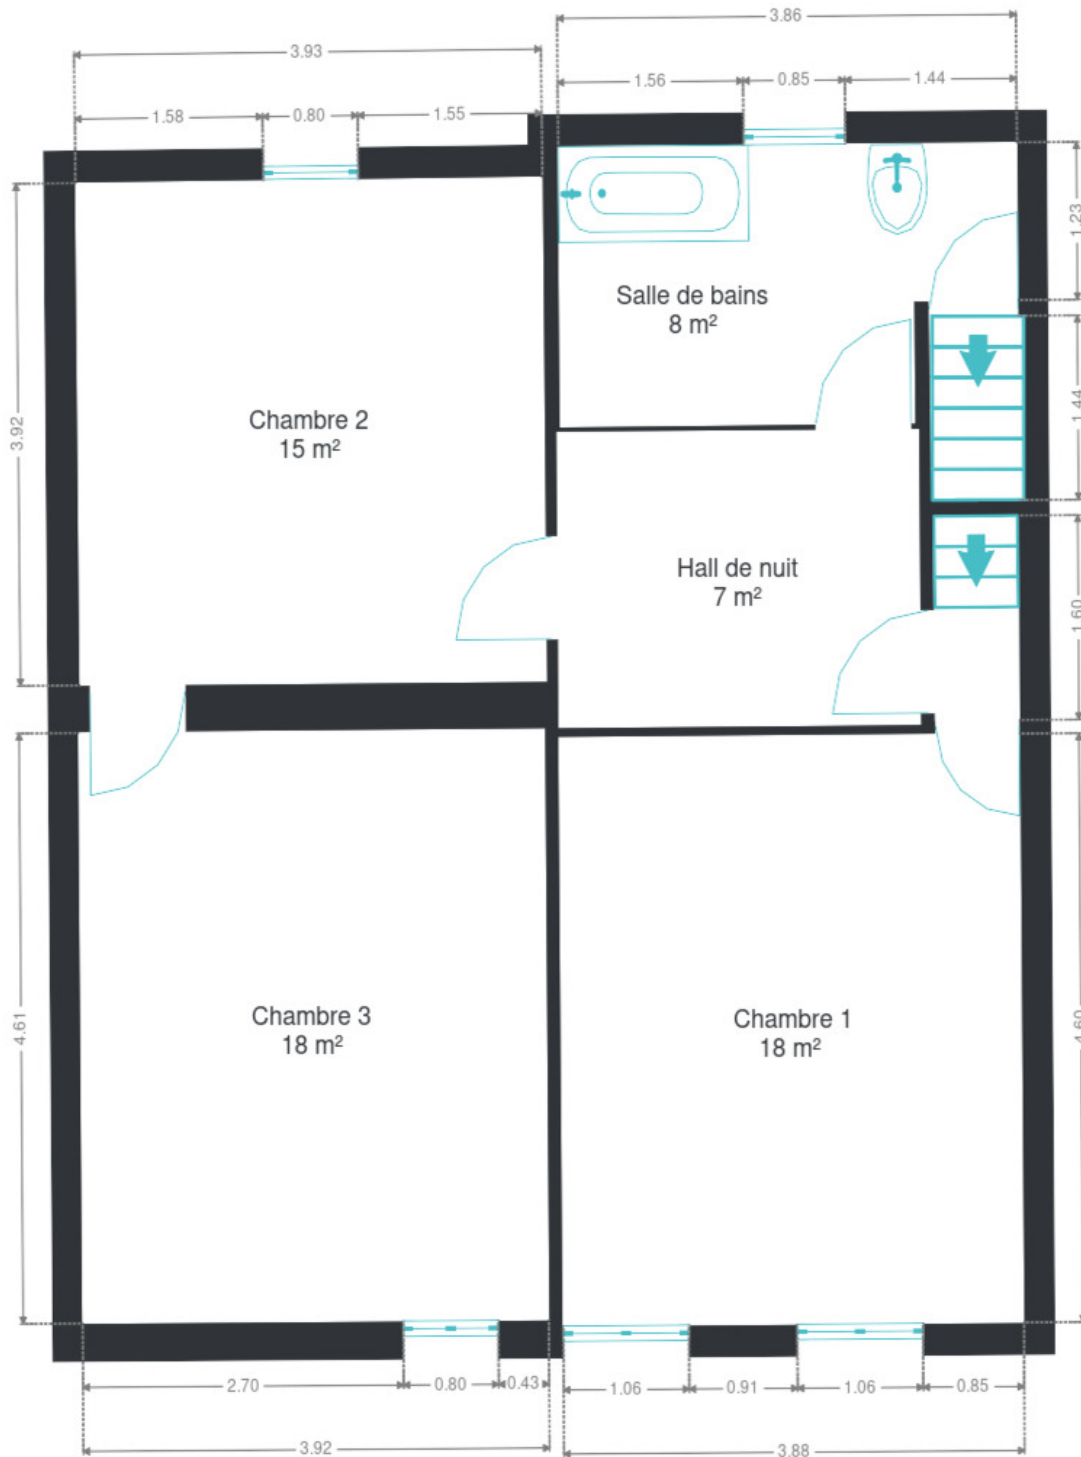 3.86
3.93
1.56
0.85
1.44
1.58
0.80
1.55
1.23
Salle de bains
8 m²
1.44
Chambre 2
15 m²
3.92
Hall de nuit
7 m²
1.60
Chambre 3
18 m²
Chambre 1
18 m²
4.61
4.60
2.70
0.80
0.43
1.06
0.91
1.06
0.85
3.92
3.88